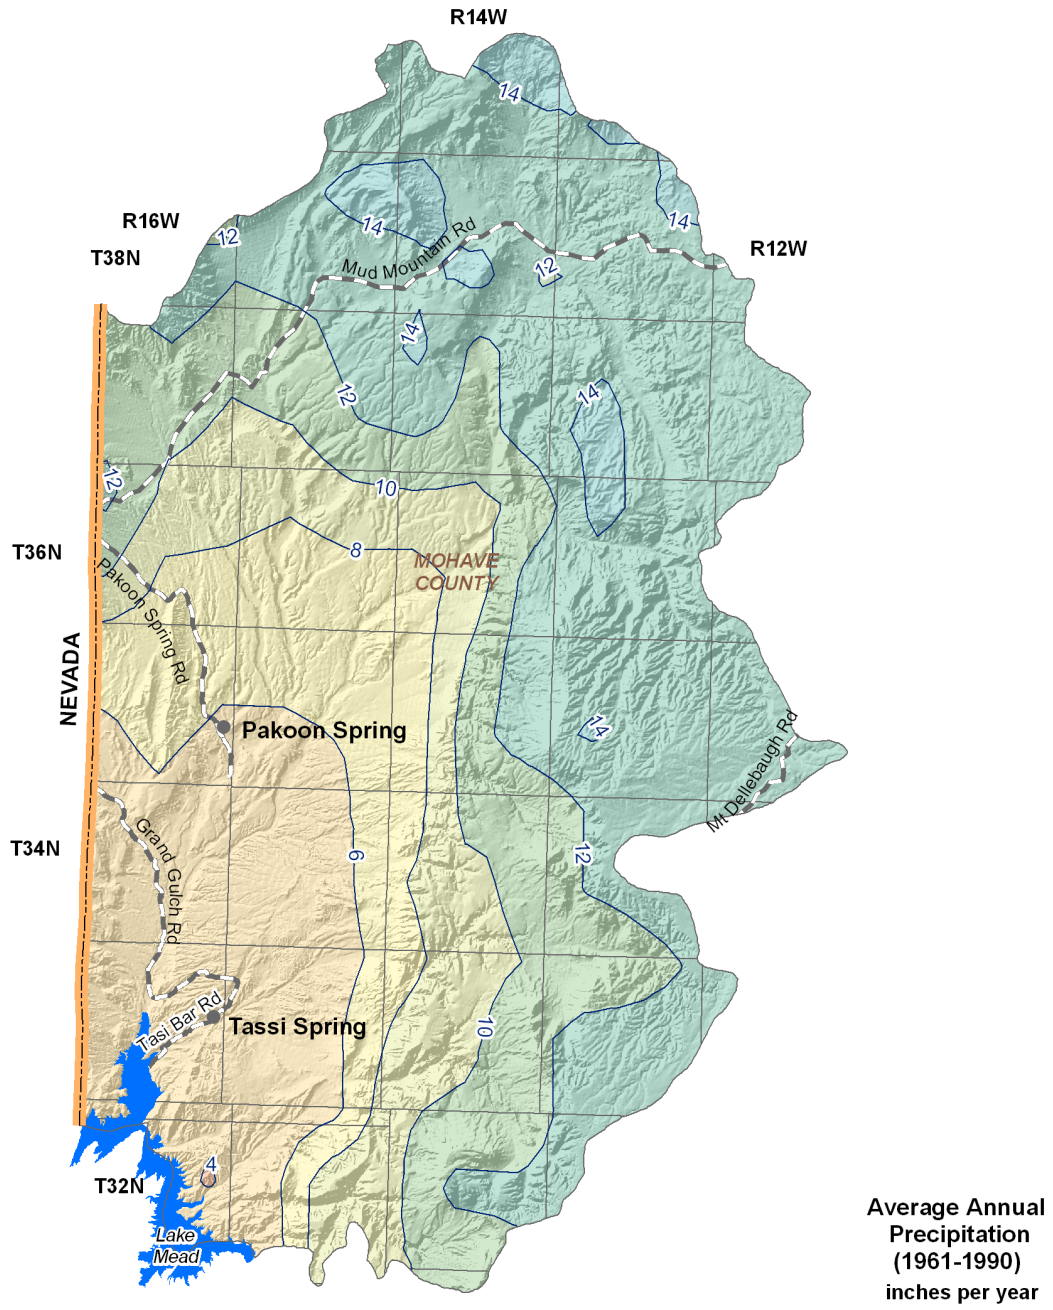 R14W
14
R16W
14
14
12
Mud Mountain Rd
R12W
T38N
12
14
12
14
12
10
T36N
8
MOHAVE
COUNTY
Pakoon Spring Rd
NEVADA
Pakoon Spring
14
Mt Dellebaugh Rd
Grand Gulch Rd
T34N
6
12
Tasi Bar Rd
Tassi Spring
10
4
T32N
Lake
Mead
Average Annual
Precipitation
(1961-1990)
inches per year